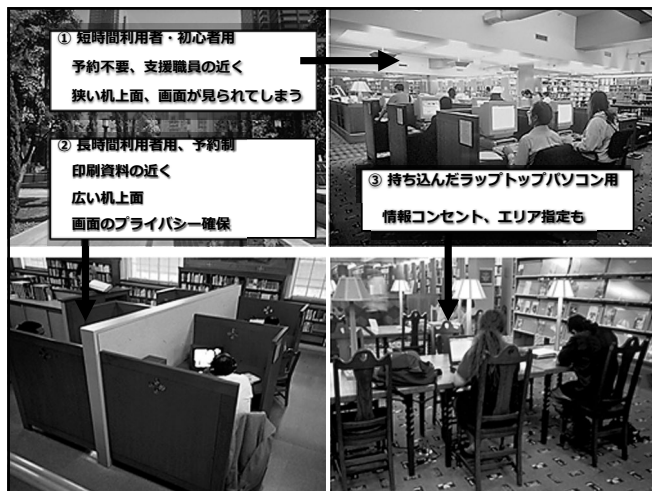 ① 短時間利用者・初心者用
予約不要、支援職員の近く
狭い机上面、画面が見られてしまう
② 長時間利用者用、予約制
印刷資料の近く
広い机上面
画面のプライバシー確保
③ 持ち込んだラップトップパソコン用
情報コンセント、エリア指定も